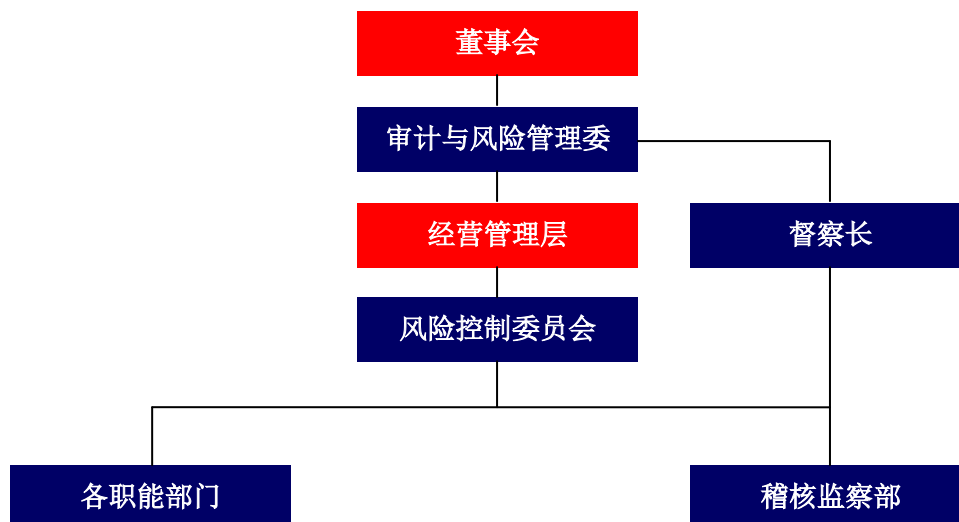 董事会
审计与风险管理委
经营管理层
督察长
风险控制委员会
各职能部门
稽核监察部